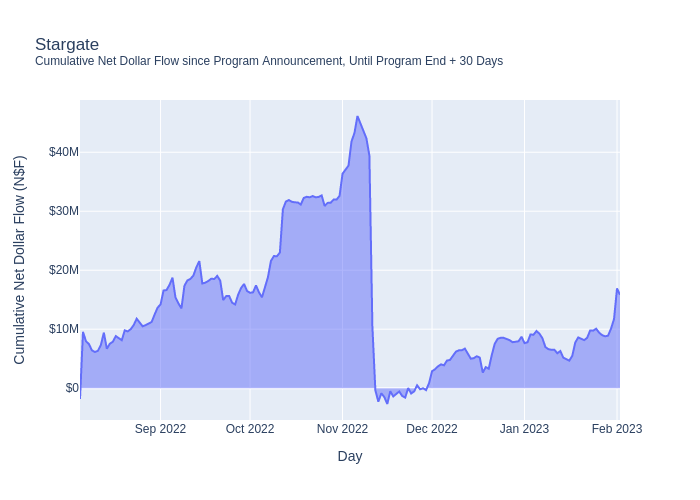 Stargate
Cumulative Net Dollar Flow since Program Announcement, Until Program End + 30 Days
Cumulative Net Dollar Flow (N$F)
$40M
$30M
$20M
$10M
$0
Sep 2022
Oct 2022
Nov 2022
Dec 2022
Jan 2023
Feb 2023
Day